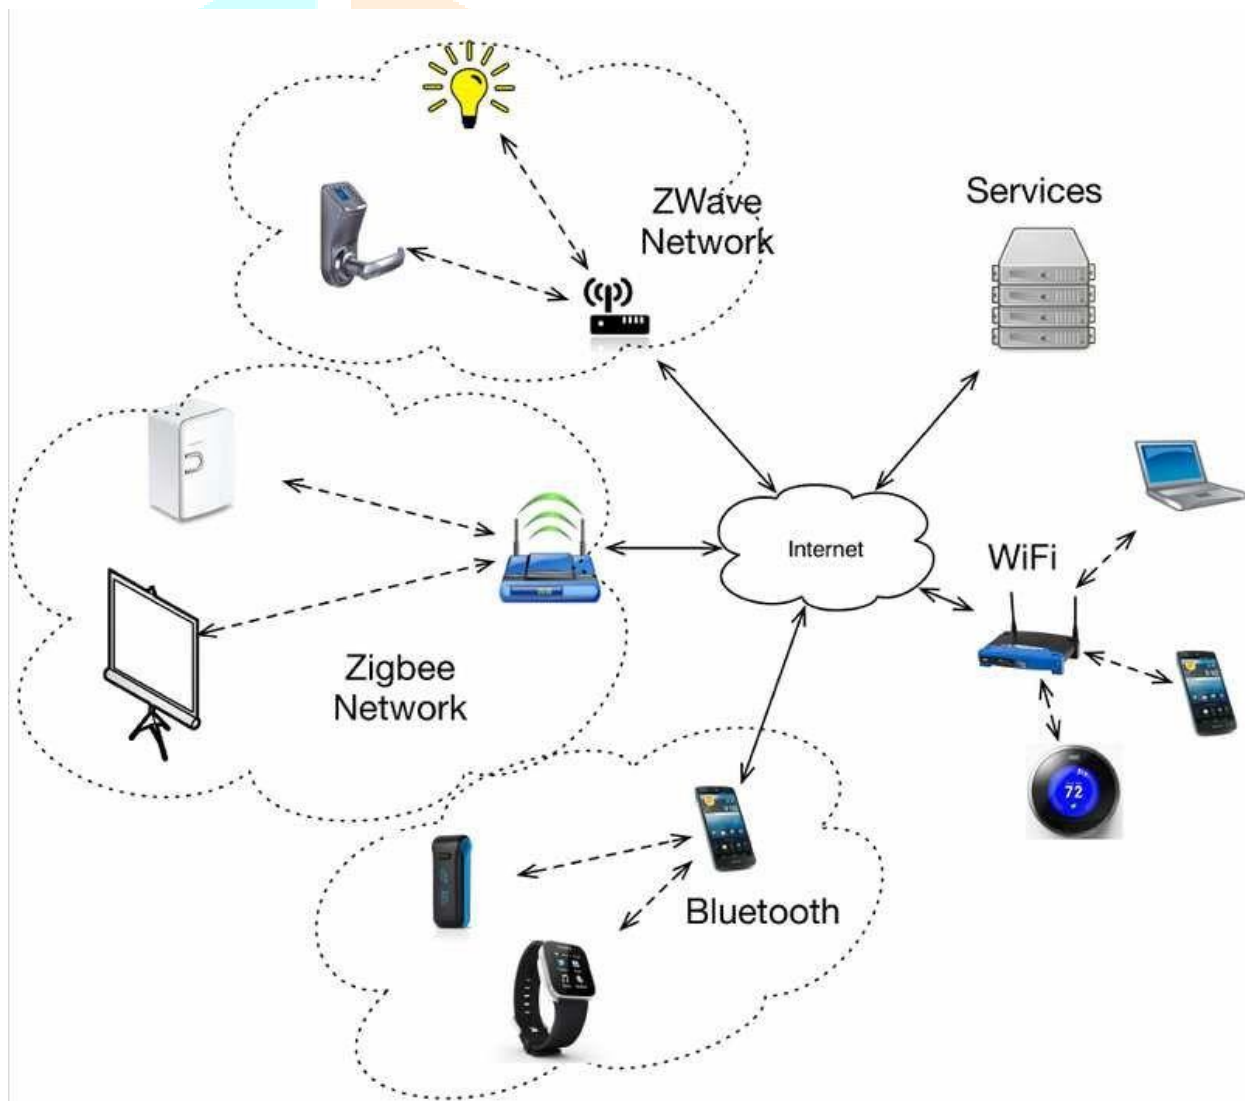 ZWave
Network
Services
Internet
WiFi
Zigbee
Network
72
Bluetooth